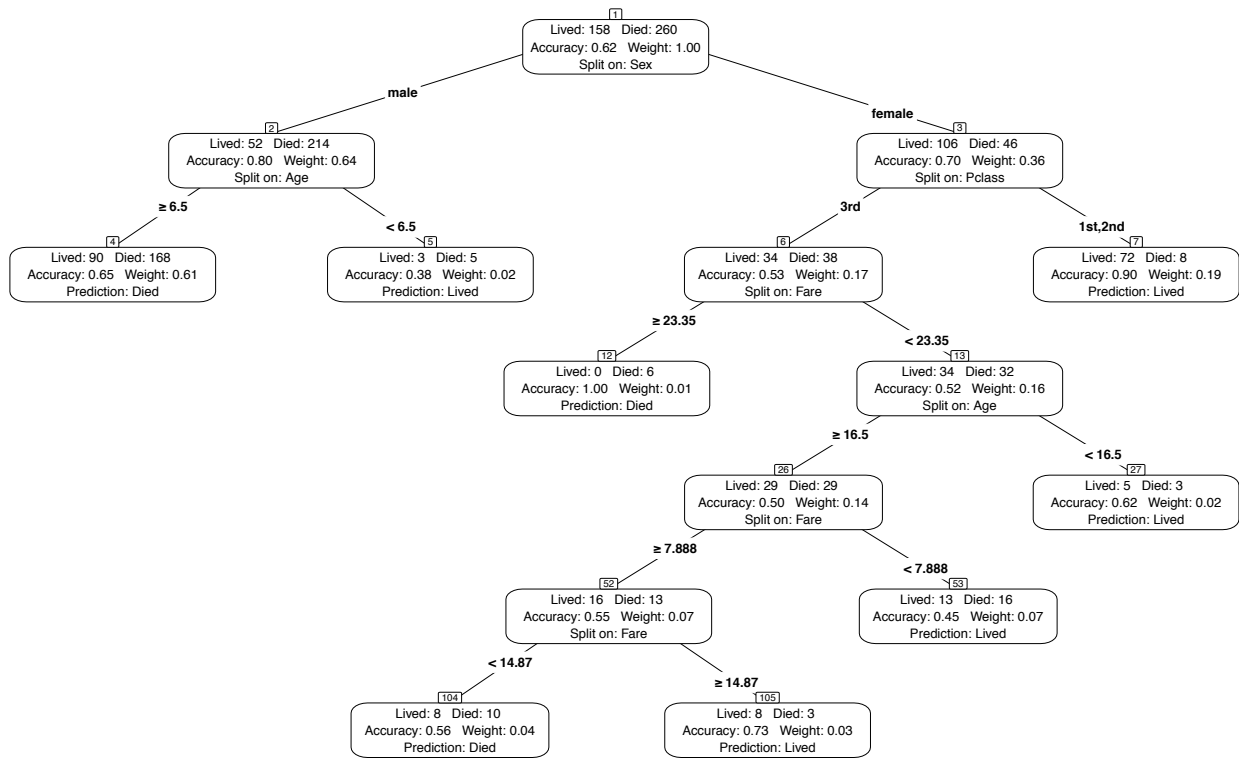 1
Lived: 158 Died: 260
Accuracy: 0.62 Weight: 1.00
Split on: Sex
male
female
2
Lived: 52 Died: 214
Accuracy: 0.80 Weight: 0.64
Split on: Age
3
Lived: 106 Died: 46
Accuracy: 0.70 Weight: 0.36
Split on: Pclass
≥ 6.5
< 6.5
3rd
1st,2nd
4
Lived: 90 Died: 168
Accuracy: 0.65 Weight: 0.61
Prediction: Died
5
Lived: 3 Died: 5
Accuracy: 0.38 Weight: 0.02
Prediction: Lived
6
Lived: 34 Died: 38
Accuracy: 0.53 Weight: 0.17
Split on: Fare
7
Lived: 72 Died: 8
Accuracy: 0.90 Weight: 0.19
Prediction: Lived
≥ 23.35
< 23.35
12
Lived: 0 Died: 6
Accuracy: 1.00 Weight: 0.01
Prediction: Died
13
Lived: 34 Died: 32
Accuracy: 0.52 Weight: 0.16
Split on: Age
≥ 16.5
< 16.5
26
Lived: 29 Died: 29
Accuracy: 0.50 Weight: 0.14
Split on: Fare
27
Lived: 5 Died: 3
Accuracy: 0.62 Weight: 0.02
Prediction: Lived
≥ 7.888
< 7.888
52
Lived: 16 Died: 13
Accuracy: 0.55 Weight: 0.07
Split on: Fare
53
Lived: 13 Died: 16
Accuracy: 0.45 Weight: 0.07
Prediction: Lived
< 14.87
≥ 14.87
104
Lived: 8 Died: 10
Accuracy: 0.56 Weight: 0.04
Prediction: Died
105
Lived: 8 Died: 3
Accuracy: 0.73 Weight: 0.03
Prediction: Lived